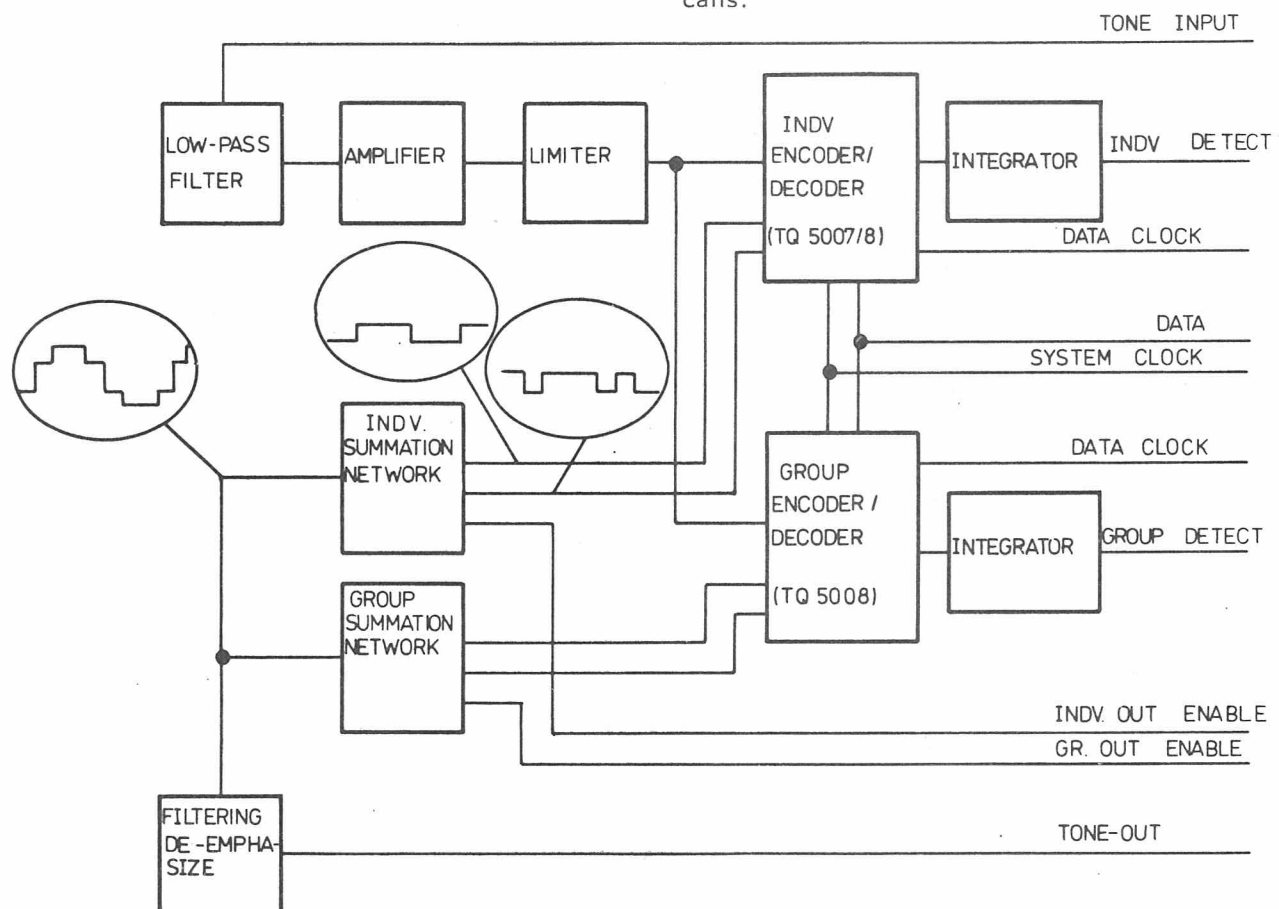 calls.
TONE INPUT
LOW-PASS
FILTER
AMPLIFIER
LIMITER
INDV
ENCODER/
DECODER
(TQ 5007/8)
INTEGRATOR
INDV DETECT
DATA CLOCK
DATA
SYSTEM CLOCK
INDV.
SUMMATION
NETWORK
GROUP
ENCODER /
DECODER
(TQ 5008)
DATA CLOCK
INTEGRATOR
GROUP DETECT
GROUP
SUMMATION
NETWORK
INDV. OUT ENABLE
GR. OUT ENABLE
FILTERING
DE-EMPHA-
SIZE
TONE-OUT